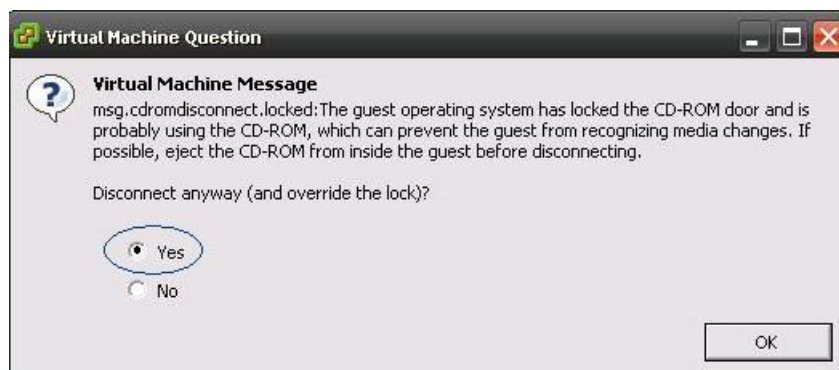 Virtual Machine Question
Virtual Machine Message
msg.cdromdisconnect.locked:The guest operating system has locked the CD-ROM door and is
probably using the CD-ROM, which can prevent the guest from recognizing media changes. If
possible, eject the CD-ROM from inside the guest before disconnecting.
Disconnect anyway (and override the lock)?
Yes
No
OK